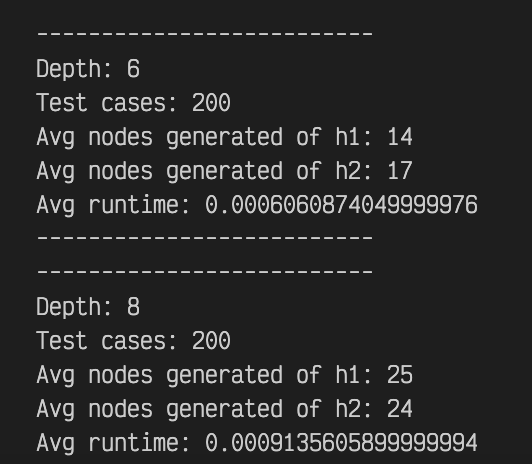 --------------------------
Depth: 6
Test cases: 200
Avg nodes generated of h1: 14
Avg nodes generated of h2: 17
Avg runtime: 0.0006060874049999976
--------------------------
--------------------------
Depth: 8
Test cases: 200
Avg nodes generated of h1: 25
Avg nodes generated of h2: 24
Avg runtime: 0.0009135605899999994